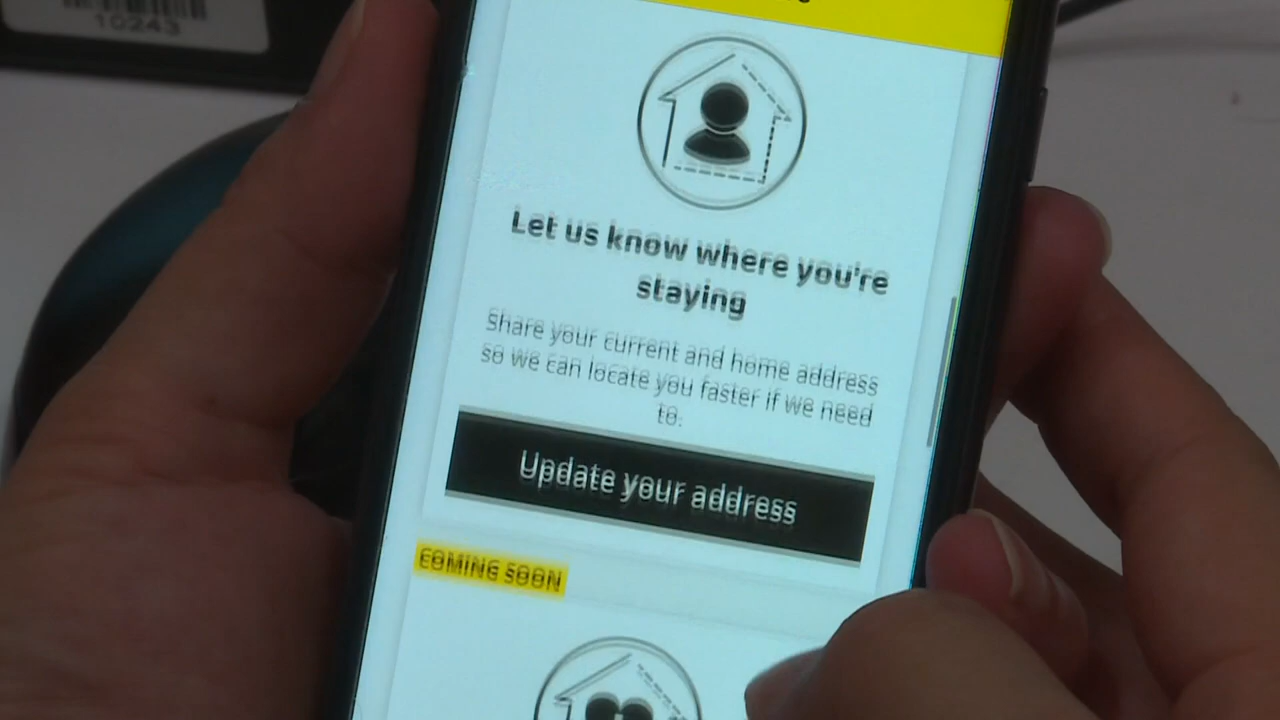 10243
Let us know where you're
staying
Share your current and home address
so we can locate you faster if we need
to.
Update your address
COMING SOON